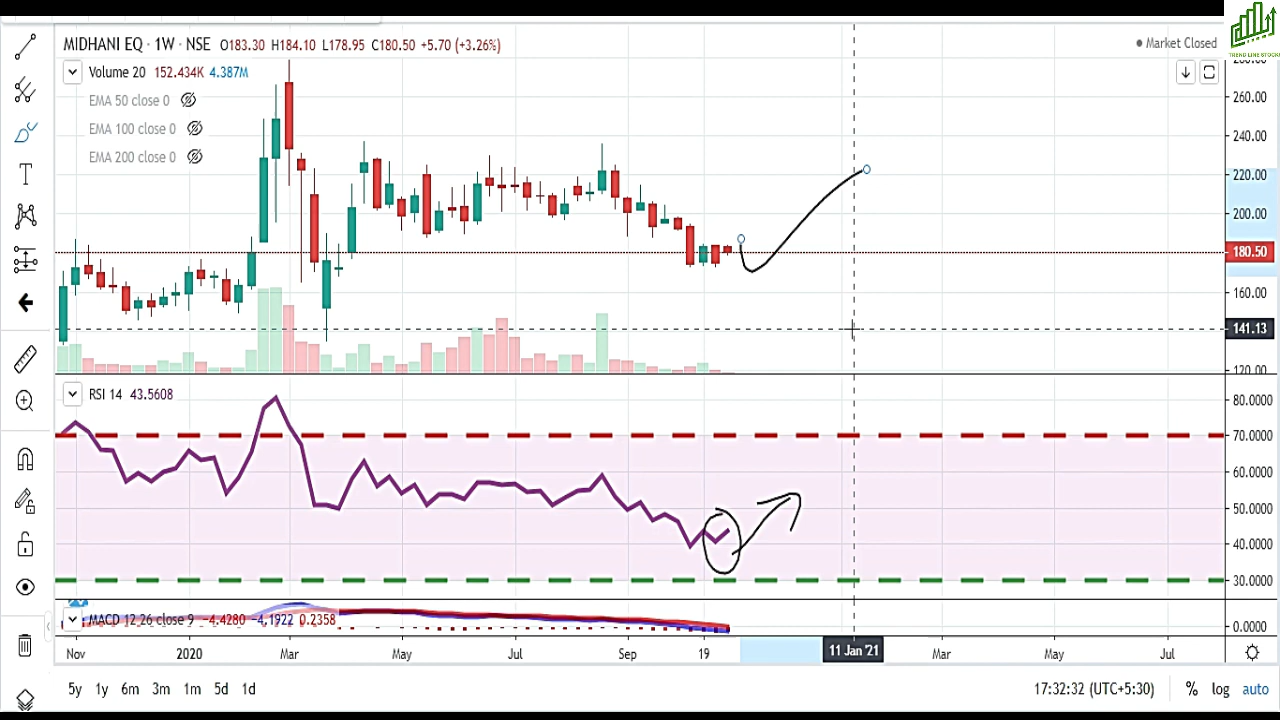 MIDHANI EQ · 1W · NSE O183.30 H184.10 L178.95 C180.50 +5.70 (+3.26%)
Market Closed
TREND LINE STOCK
Volume 20 152.434K 4.387M
EMA 50 close 0
EMA 100 close 0
EMA 200 close 0
260.00
240.00
220.00
200.00
180.50
160.00
141.13
120.00
RSI 14 43.5608
80.0000
70.0000
60.0000
50.0000
40.0000
30.0000
MACD 12 26 close 9 -4.4280 -4.1922 0.2358
0.0000
Nov 2020 Mar May Jul Sep 19 11 Jan '21 Mar May Jul
5y 1y 6m 3m 1m 5d 1d
17:32:32 (UTC+5:30) % log auto